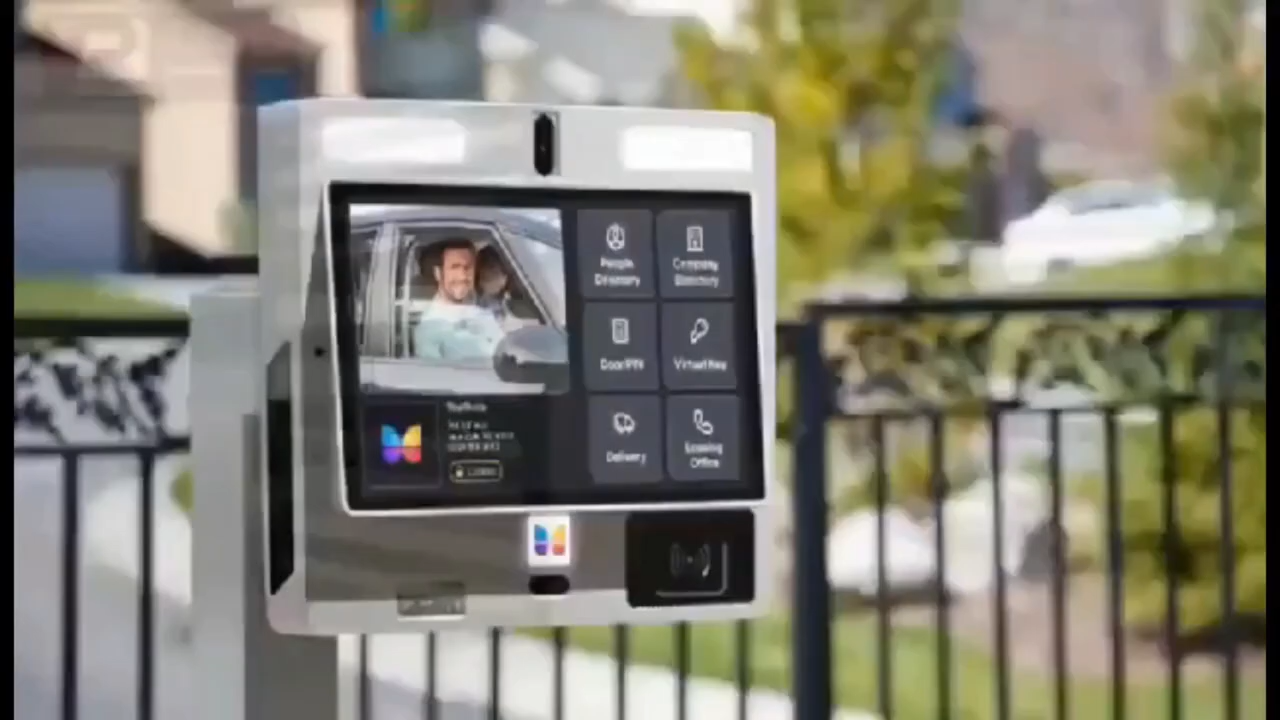 People
Directory
Company
Directory
Door PIN
Virtual Key
Delivery
Leasing
Office